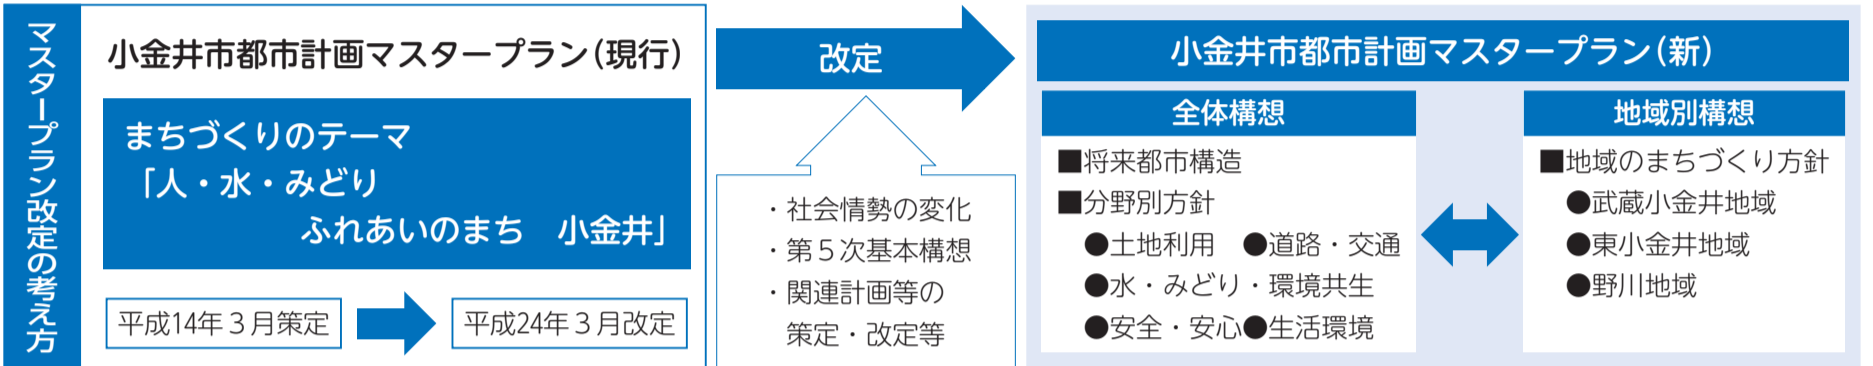 マスタープラン改定の考え方
小金井市都市計画マスタープラン（現行）
まちづくりのテーマ
「人・水・みどり
ふれあいのまち　小金井」
平成14年３月策定
平成24年３月改定
改定
・社会情勢の変化
・第５次基本構想
・関連計画等の
策定・改定等
小金井市都市計画マスタープラン（新）
全体構想
■将来都市構造
■分野別方針
●土地利用　●道路・交通
●水・みどり・環境共生
●安全・安心●生活環境
地域別構想
■地域のまちづくり方針
●武蔵小金井地域
●東小金井地域
●野川地域